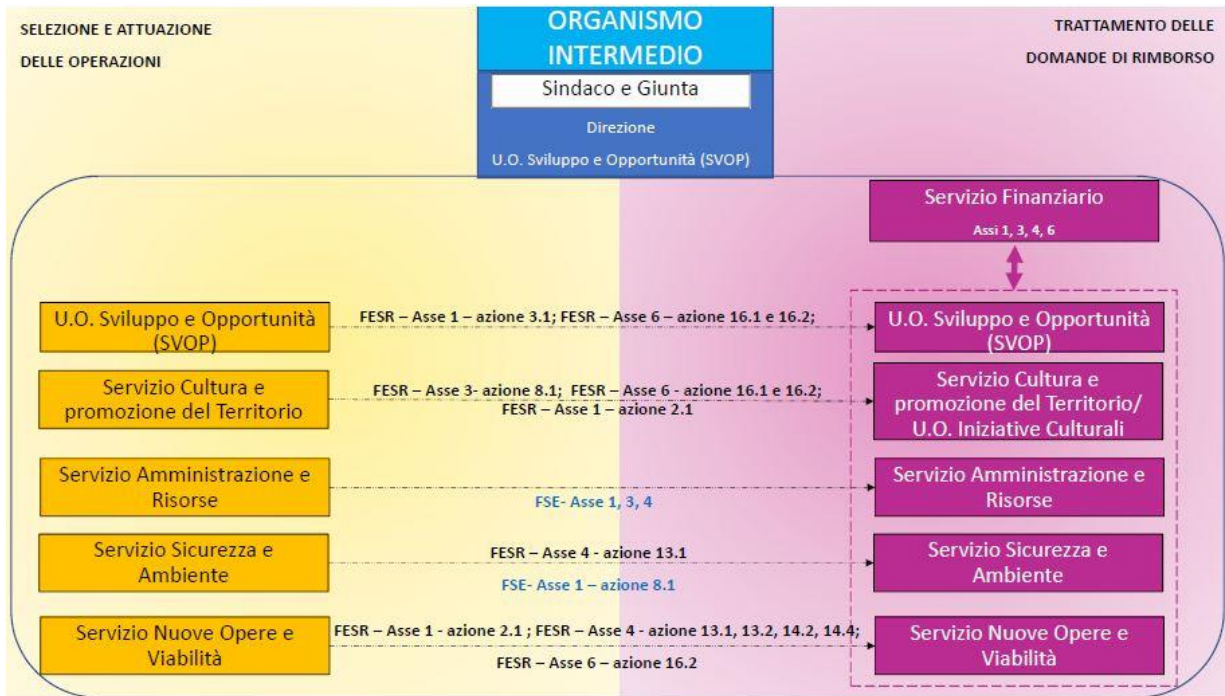 SELEZIONE E ATTUAZIONE
DELLE OPERAZIONI
ORGANISMO
INTERMEDIO
Sindaco e Giunta
Direzione
U.O. Sviluppo e Opportunità (SVOP)
TRATTAMENTO DELLE
DOMANDE DI RIMBORSO
Servizio Finanziario
Assi 1, 3, 4, 6
U.O. Sviluppo e Opportunità
(SVOP)
FESR – Asse 1 – azione 3.1; FESR – Asse 6 – azione 16.1 e 16.2;
U.O. Sviluppo e Opportunità
(SVOP)
Servizio Cultura e
promozione del Territorio
FESR – Asse 3- azione 8.1; FESR – Asse 6 - azione 16.1 e 16.2;
FESR – Asse 1 – azione 2.1
Servizio Cultura e
promozione del Territorio/
U.O. Iniziative Culturali
Servizio Amministrazione e
Risorse
FSE- Asse 1, 3, 4
Servizio Amministrazione e
Risorse
Servizio Sicurezza e
Ambiente
FESR – Asse 4 - azione 13.1
FSE- Asse 1 – azione 8.1
Servizio Sicurezza e
Ambiente
Servizio Nuove Opere e
Viabilità
FESR – Asse 1 - azione 2.1 ; FESR – Asse 4 - azione 13.1, 13.2, 14.2, 14.4;
FESR – Asse 6 – azione 16.2
Servizio Nuove Opere e
Viabilità